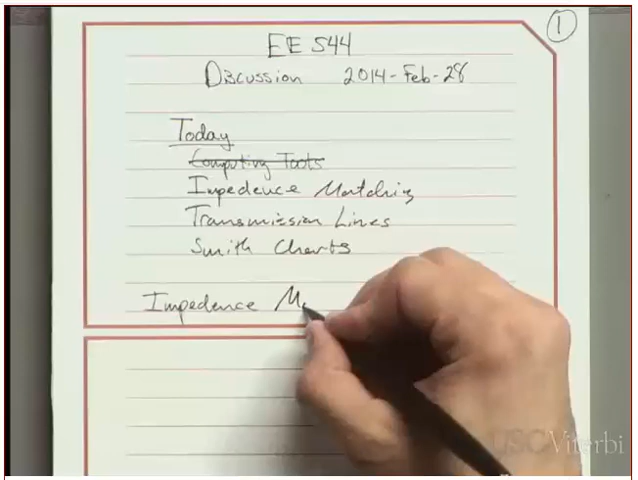 1
EE 544
Discussion 2014-Feb-28
Today
Computing Tools
Impedence Matching
Transmission Lines
Smith Charts
Impedence M
USC Viterbi